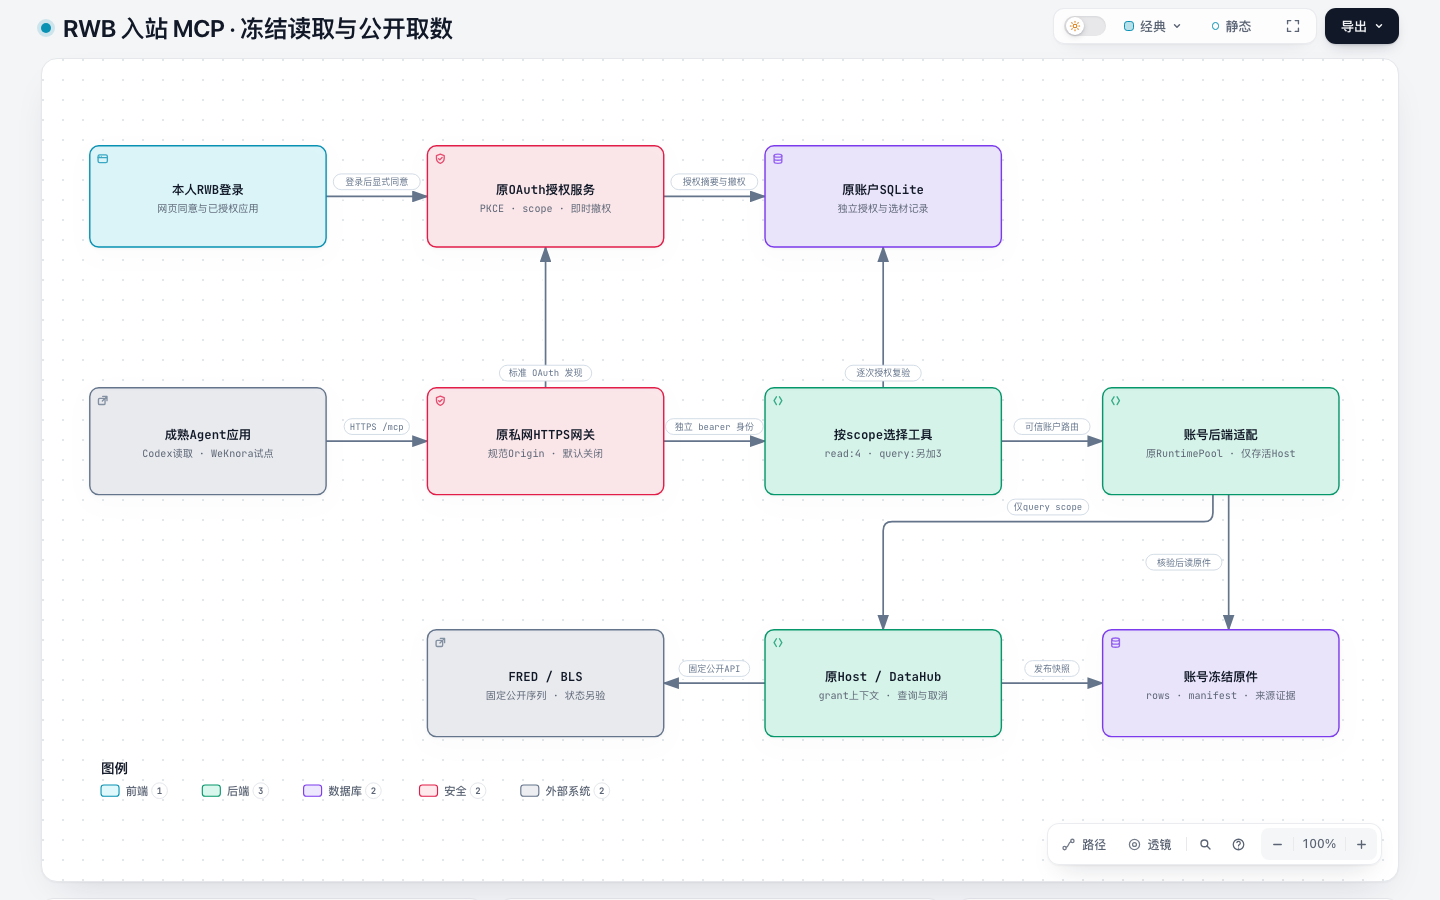 RWB 入站 MCP · 冻结读取与公开取数
经典
静态
导出
本人RWB登录
网页同意与已授权应用
登录后显式同意
原OAuth授权服务
PKCE · scope · 即时撤权
授权摘要与撤权
原账户SQLite
独立授权与选材记录
标准 OAuth 发现
逐次授权复验
成熟Agent应用
Codex读取 · WeKnora试点
HTTPS /mcp
原私网HTTPS网关
规范Origin · 默认关闭
独立 bearer 身份
按scope选择工具
read:4 · query:另加3
可信账户路由
账号后端适配
原RuntimePool · 仅存活Host
仅query scope
核验后读原件
FRED / BLS
固定公开序列 · 状态另验
固定公开API
原Host / DataHub
grant上下文 · 查询与取消
发布快照
账号冻结原件
rows · manifest · 来源证据
图例
前端 1
后端 3
数据库 2
安全 2
外部系统 2
路径
透镜
100%